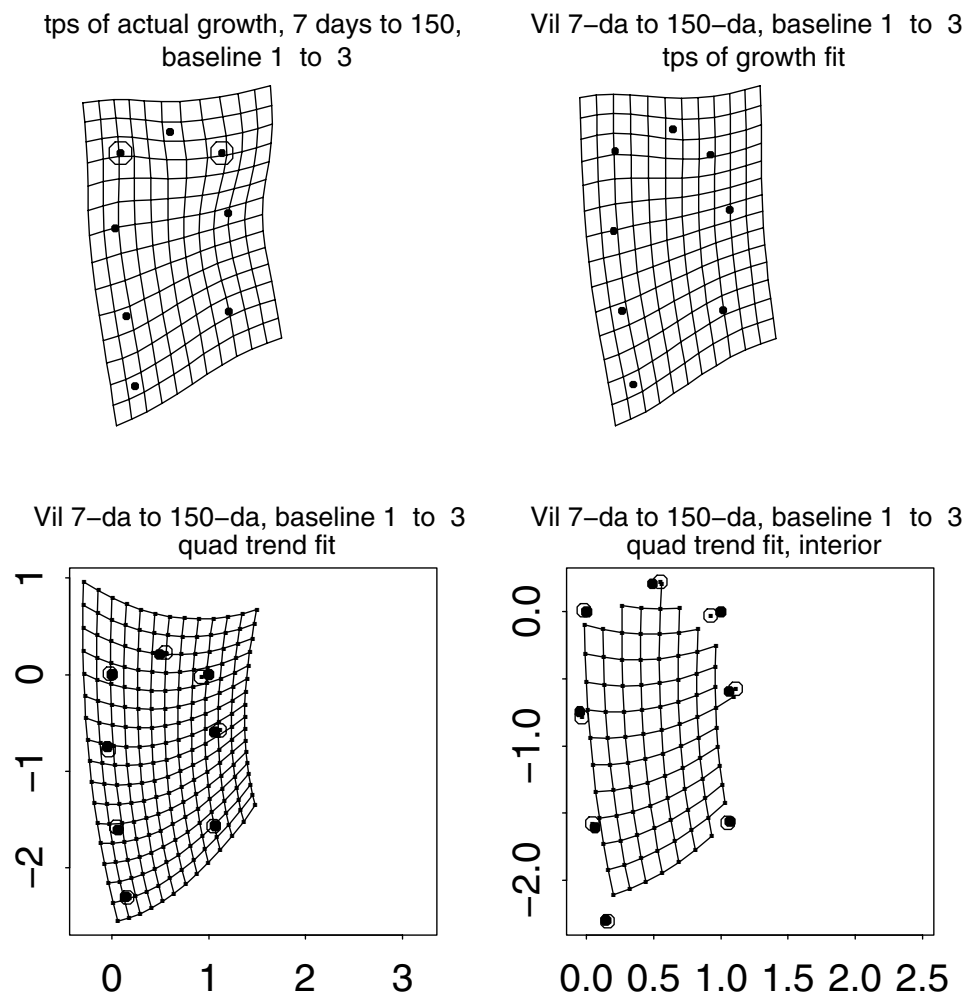 tps of actual growth, 7 days to 150,
baseline 1 to 3
Vil 7−da to 150−da, baseline 1 to 3
tps of growth fit
Vil 7−da to 150−da, baseline 1 to 3
quad trend fit
1
0
−1
−2
0 1 2 3
Vil 7−da to 150−da, baseline 1 to 3
quad trend fit, interior
0.0
−1.0
−2.0
0.0 0.5 1.0 1.5 2.0 2.5